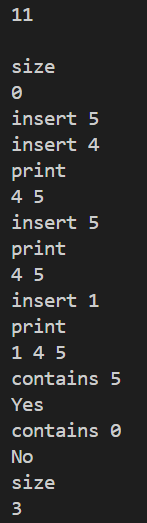 11

size
0
insert 5
insert 4
print
4 5
insert 5
print
4 5
insert 1
print
1 4 5
contains 5
Yes
contains 0
No
size
3